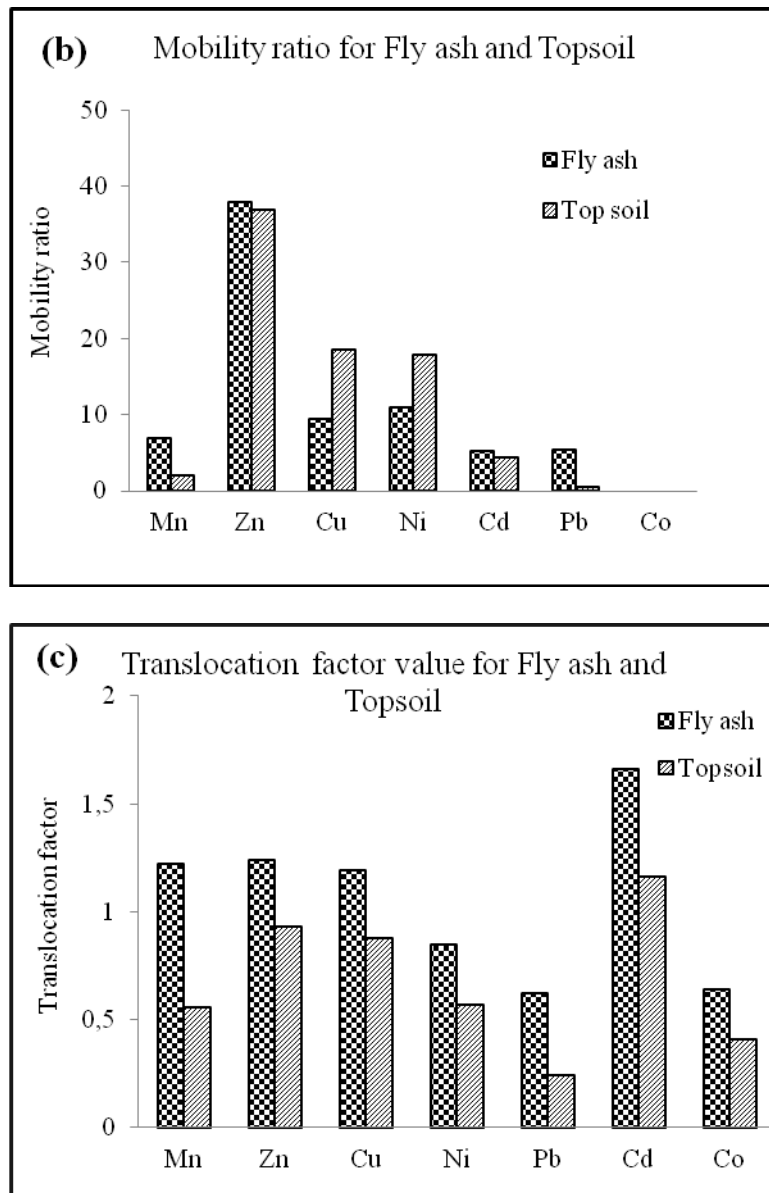 (b) Mobility ratio for Fly ash and Topsoil
50
40
30
20
10
0
Mobility ratio
Fly ash
Top soil
Mn Zn Cu Ni Cd Pb Co
(c) Translocation factor value for Fly ash and
Topsoil
2
1,5
1
0,5
0
Translocation factor
Fly ash
Topsoil
Mn Zn Cu Ni Pb Cd Co